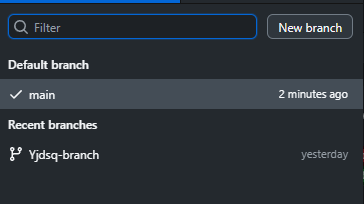 Filter
New branch
Default branch
main 2 minutes ago
Recent branches
Yjdsq-branch yesterday